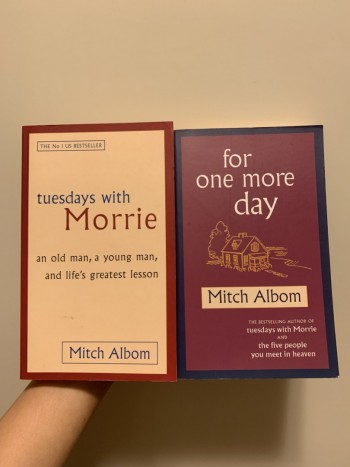 THE No 1 US BESTSELLER
tuesdays with
Morrie
an old man, a young man,
and life's greatest lesson
Mitch Albom
for
one more
day
Mitch Albom
THE BESTSELLING AUTHOR OF
tuesdays with Morrie
AND
the five people
you meet in heaven